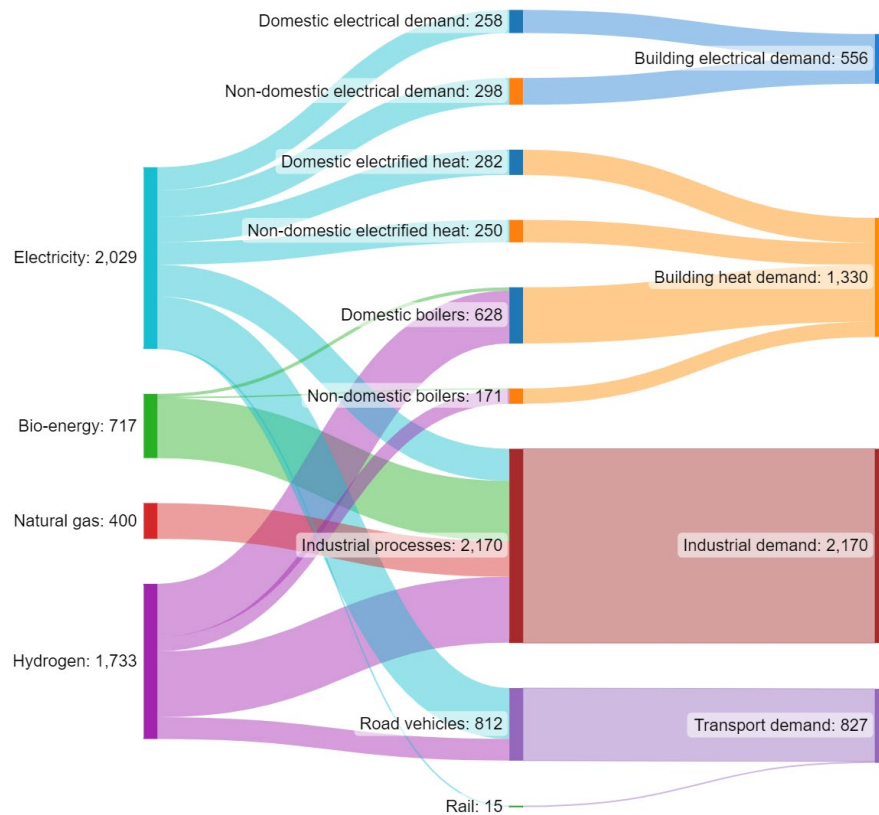 Domestic electrical demand: 258
Building electrical demand: 556
Non-domestic electrical demand: 298
Domestic electrified heat: 282
Non-domestic electrified heat: 250
Electricity: 2,029
Building heat demand: 1,330
Domestic boilers: 628
Non-domestic boilers: 171
Bio-energy: 717
Natural gas: 400
Industrial processes: 2,170
Industrial demand: 2,170
Hydrogen: 1,733
Road vehicles: 812
Transport demand: 827
Rail: 15